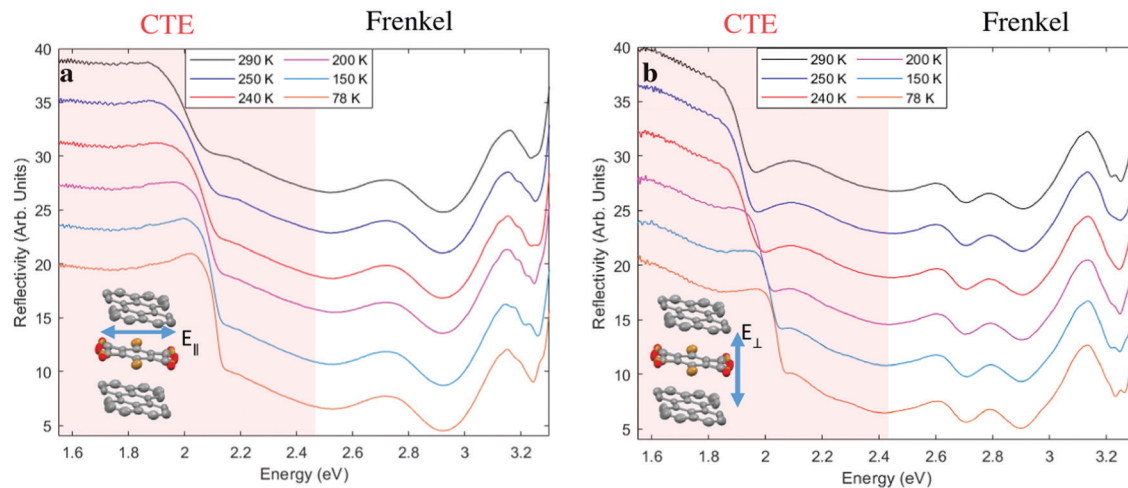 CTE Frenkel
a
290 K 200 K
250 K 150 K
240 K 78 K
40
35
30
25
20
15
10
5
Reflectivity (Arb. Units)
E∥
1.6 1.8 2 2.2 2.4 2.6 2.8 3 3.2
Energy (eV)
CTE Frenkel
b
290 K 200 K
250 K 150 K
240 K 78 K
40
35
30
25
20
15
10
5
Reflectivity (Arb. Units)
E⊥
1.6 1.8 2 2.2 2.4 2.6 2.8 3 3.2
Energy (eV)